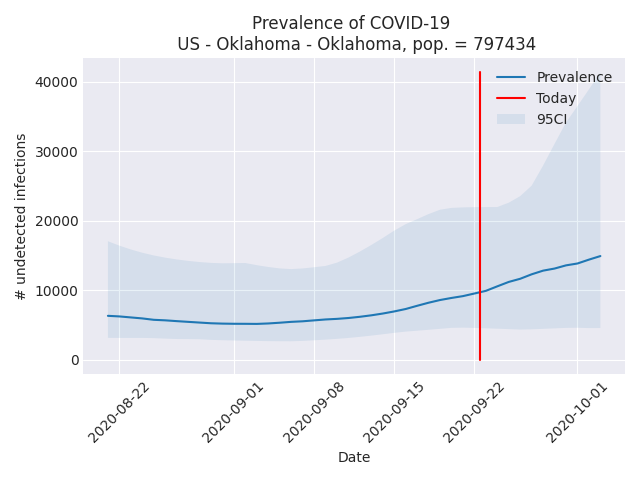 Prevalence of COVID-19
US - Oklahoma - Oklahoma, pop. = 797434
Prevalence
Today
95CI
# undetected infections
40000
30000
20000
10000
0
2020-08-22
2020-09-01
2020-09-08
2020-09-15
2020-09-22
2020-10-01
Date